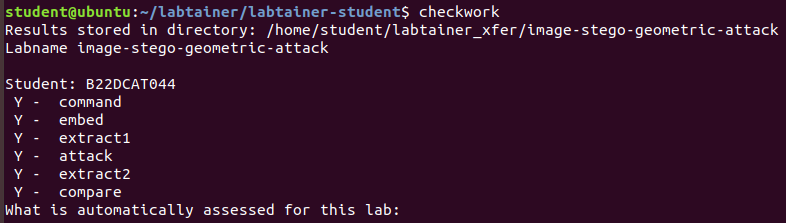 student@ubuntu:~/labtainer/labtainer-student$ checkwork
Results stored in directory: /home/student/labtainer_xfer/image-stego-geometric-attack
Labname image-stego-geometric-attack

Student: B22DCAT044
 Y -  command
 Y -  embed
 Y -  extract1
 Y -  attack
 Y -  extract2
 Y -  compare
What is automatically assessed for this lab: